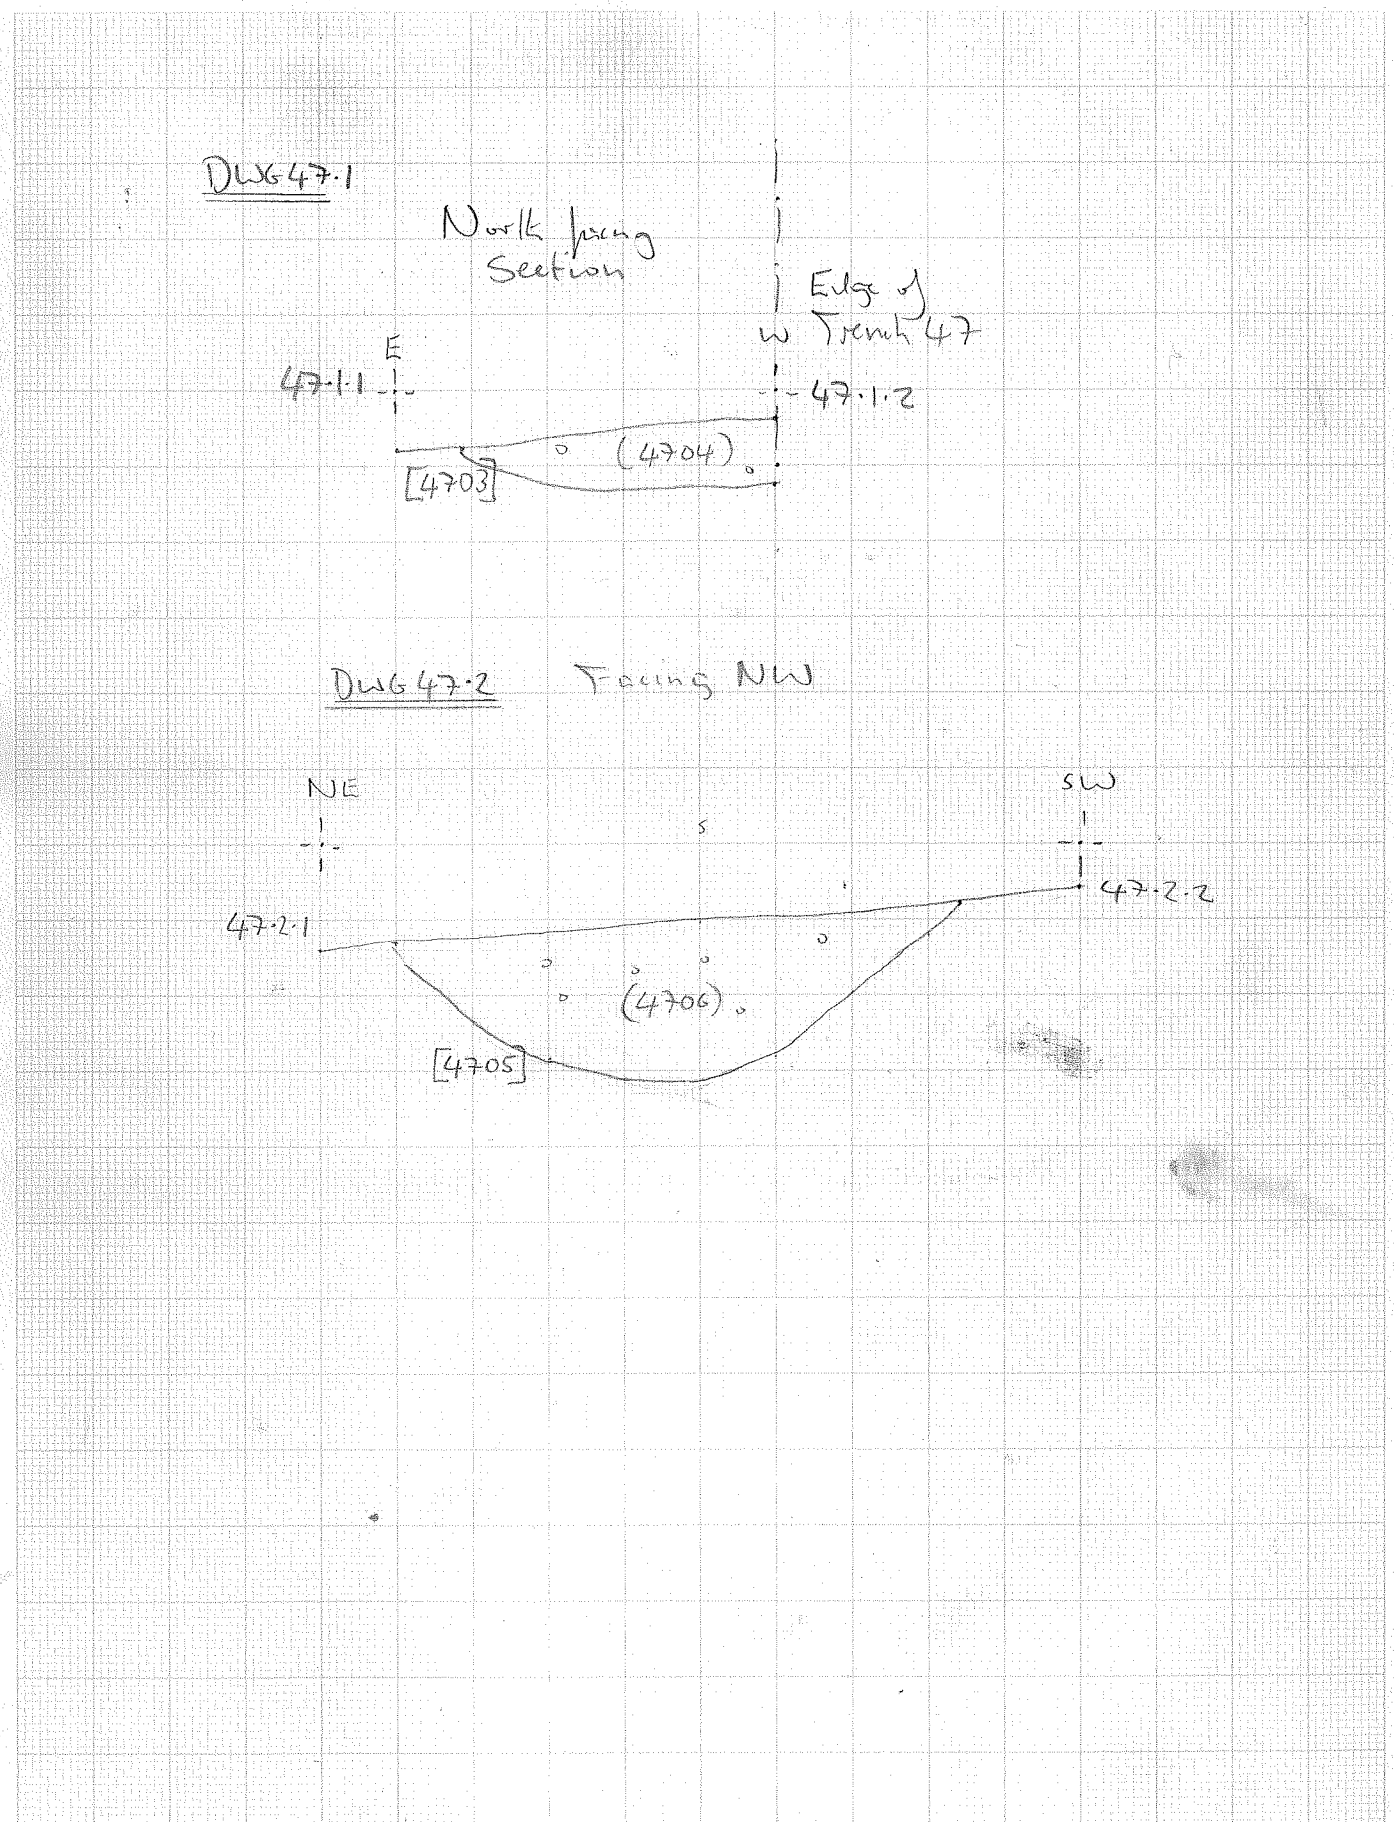 DWG 47.1
North facing
Section
Edge of
W Trench 47
E
47.1.1
47.1.2
(4704)
[4703]
DWG 47.2 Facing NW
NE
SW
47.2.1
47.2.2
(4706)
[4705]